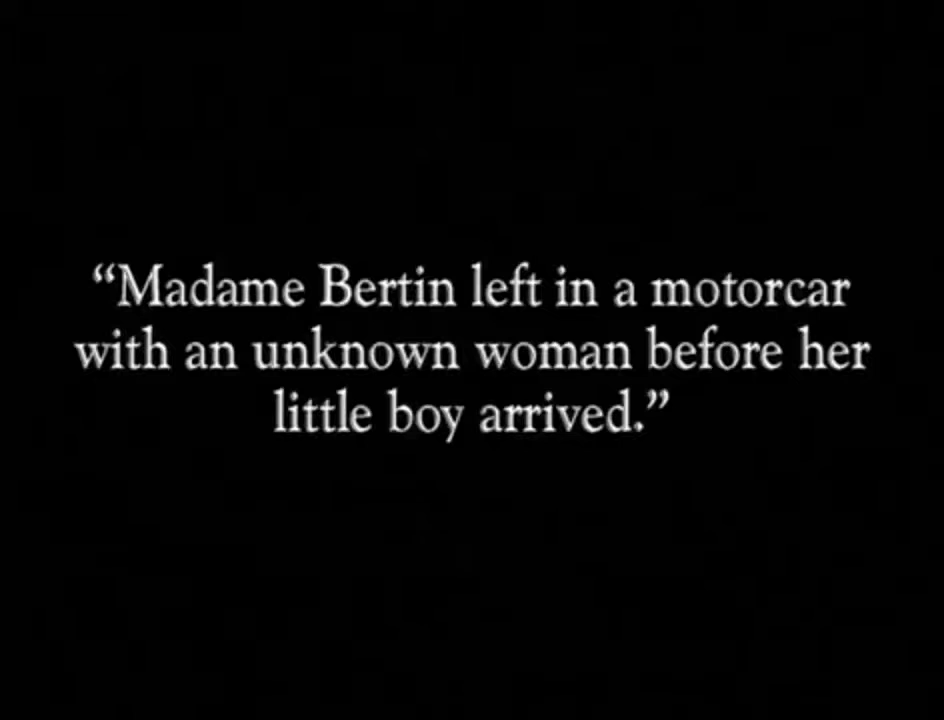 “Madame Bertin left in a motorcar
with an unknown woman before her
little boy arrived.”